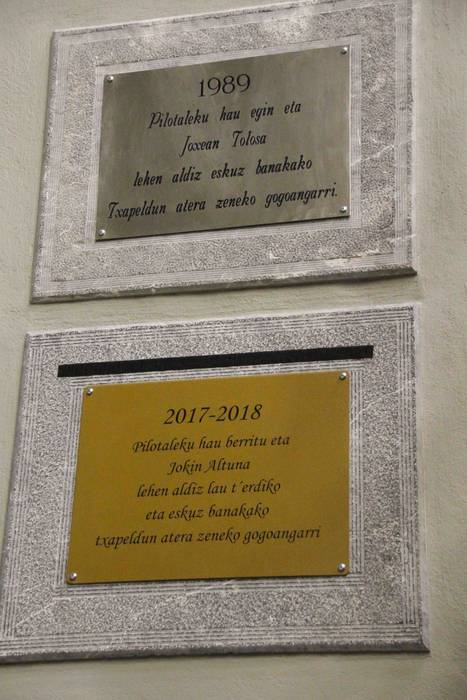 1989
Pilotaleku hau egin eta
Joxean Tolosa
lehen aldiz eskuz banakako
Txapeldun atera zeneko gogoangarri.
2017-2018
Pilotaleku hau berritu eta
Jokin Altuna
lehen aldiz lau t´erdiko
eta eskuz banakako
txapeldun atera zeneko gogoangarri